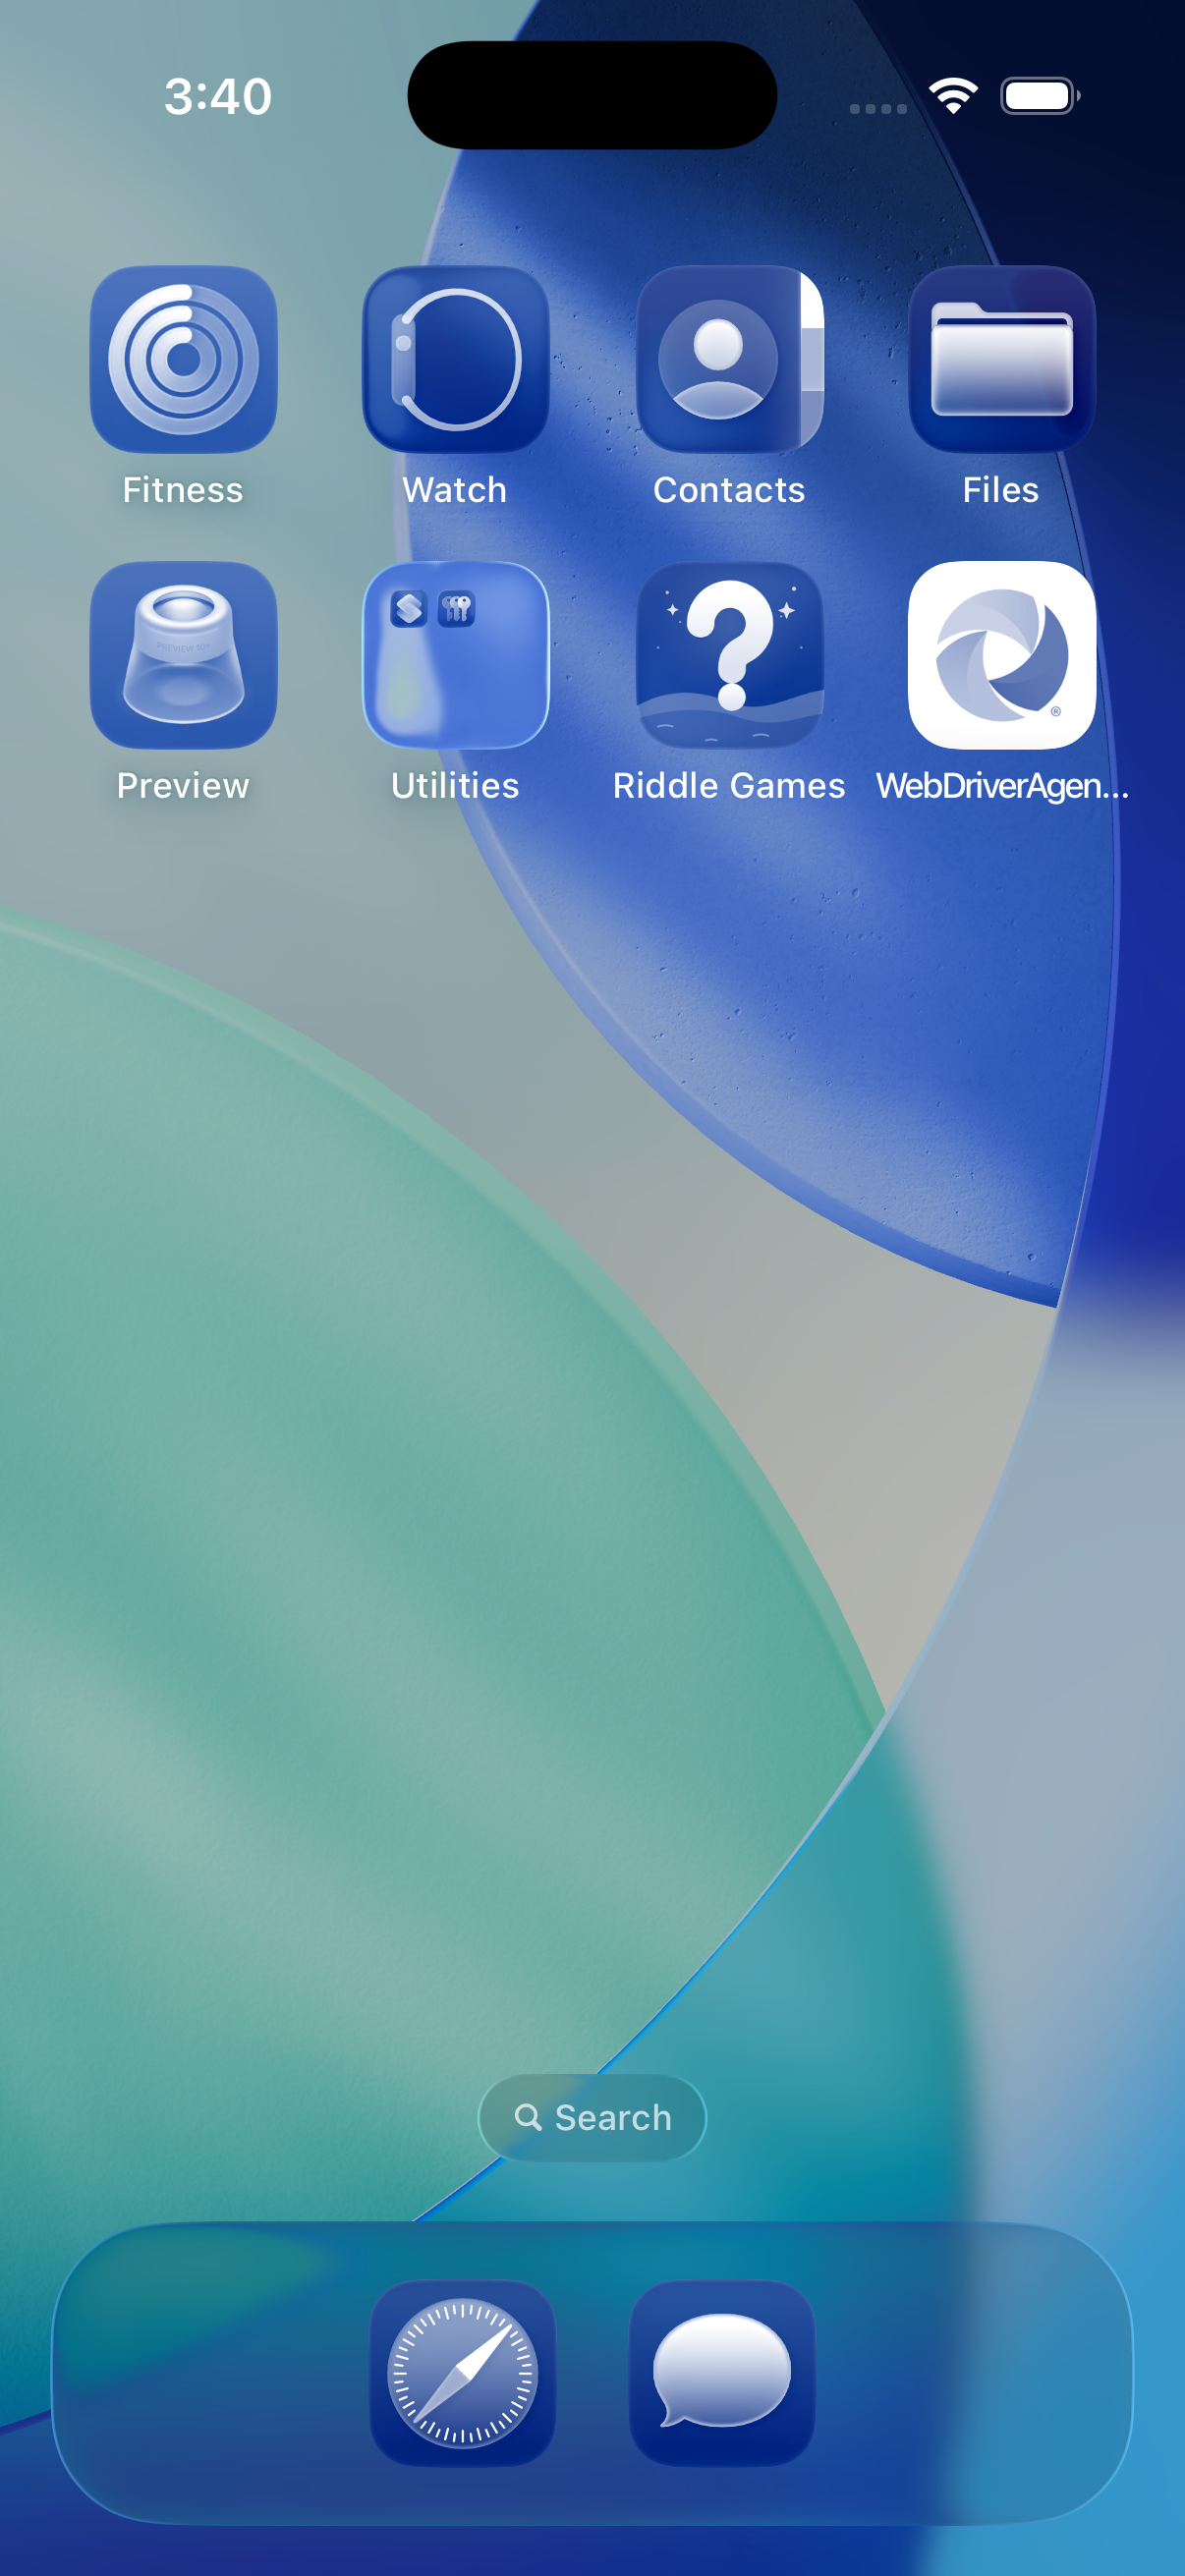 3:40
Fitness
Watch
Contacts
Files
Preview
Utilities
Riddle Games
WebDriverAgen...
Search